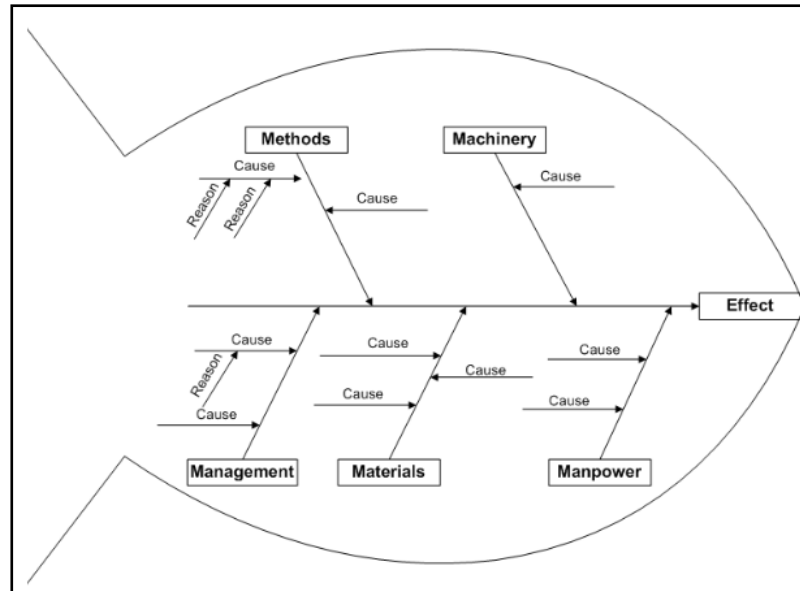 Methods
Machinery
Cause
Cause
Reason
Reason
Cause
Effect
Cause
Cause
Cause
Reason
Cause
Cause
Cause
Cause
Management
Materials
Manpower